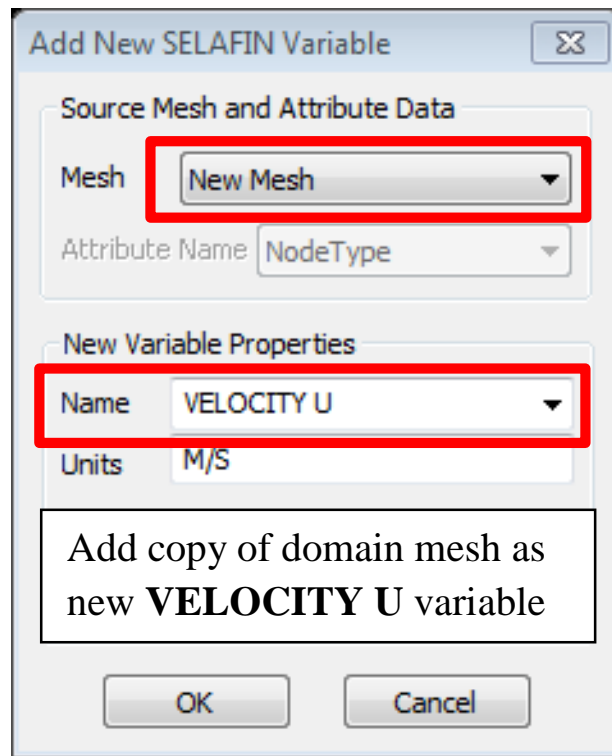 Add New SELAFIN Variable
Source Mesh and Attribute Data
Mesh New Mesh
Attribute Name NodeType
New Variable Properties
Name VELOCITY U
Units M/S
Add copy of domain mesh as
new VELOCITY U variable
OK Cancel